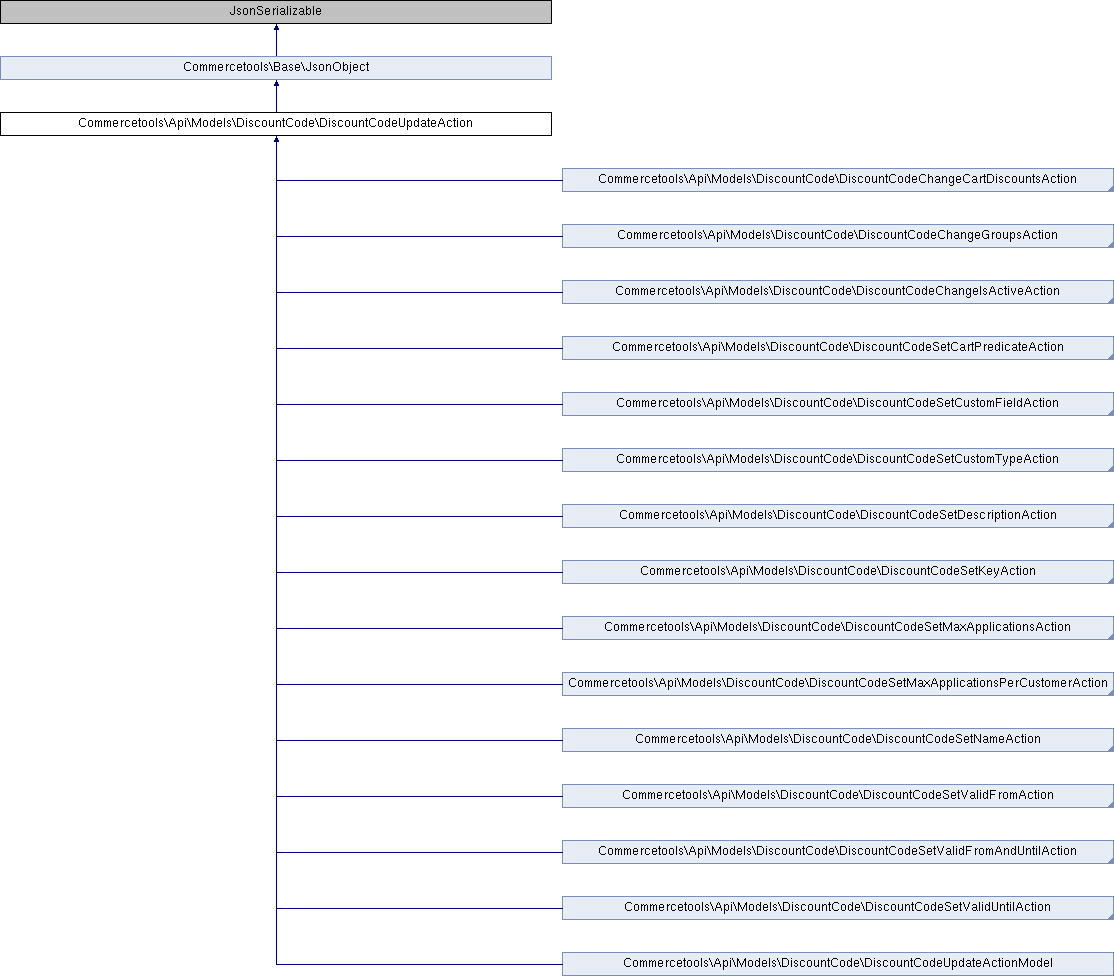 JsonSerializable
Commercetools\Base\JsonObject
Commercetools\Api\Models\DiscountCode\DiscountCodeUpdateAction
Commercetools\Api\Models\DiscountCode\DiscountCodeChangeCartDiscountsAction
Commercetools\Api\Models\DiscountCode\DiscountCodeChangeGroupsAction
Commercetools\Api\Models\DiscountCode\DiscountCodeChangeIsActiveAction
Commercetools\Api\Models\DiscountCode\DiscountCodeSetCartPredicateAction
Commercetools\Api\Models\DiscountCode\DiscountCodeSetCustomFieldAction
Commercetools\Api\Models\DiscountCode\DiscountCodeSetCustomTypeAction
Commercetools\Api\Models\DiscountCode\DiscountCodeSetDescriptionAction
Commercetools\Api\Models\DiscountCode\DiscountCodeSetKeyAction
Commercetools\Api\Models\DiscountCode\DiscountCodeSetMaxApplicationsAction
Commercetools\Api\Models\DiscountCode\DiscountCodeSetMaxApplicationsPerCustomerAction
Commercetools\Api\Models\DiscountCode\DiscountCodeSetNameAction
Commercetools\Api\Models\DiscountCode\DiscountCodeSetValidFromAction
Commercetools\Api\Models\DiscountCode\DiscountCodeSetValidFromAndUntilAction
Commercetools\Api\Models\DiscountCode\DiscountCodeSetValidUntilAction
Commercetools\Api\Models\DiscountCode\DiscountCodeUpdateActionModel